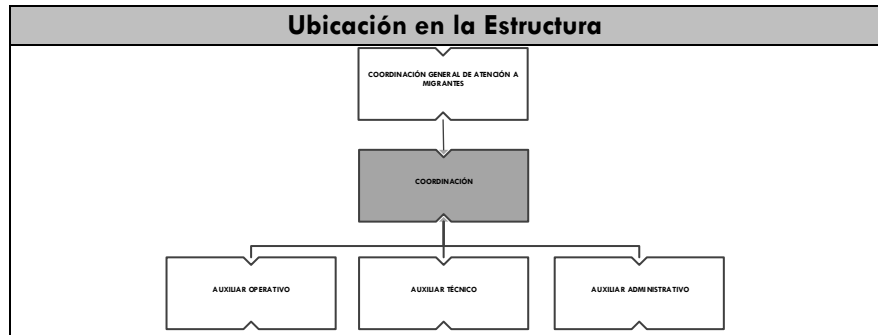 Ubicación en la Estructura
COORDINACIÓN GENERAL DE ATENCIÓN A
MIGRANTES
COORDINACIÓN
AUXILIAR OPERATIVO
AUXILIAR TÉCNICO
AUXILIAR ADMINISTRATIVO